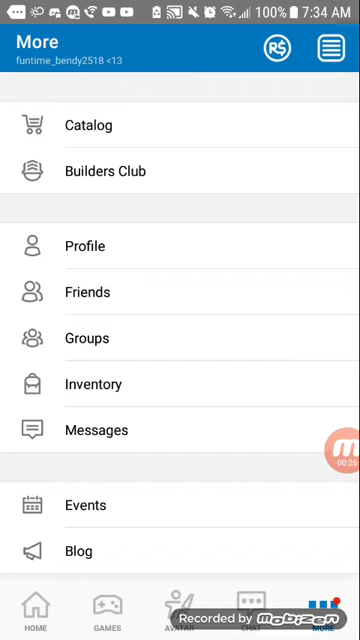 100% 7:34 AM
More
funtime_bendy2518 <13
R$
Catalog
Builders Club
Profile
Friends
Groups
Inventory
Messages
00:26
Events
Blog
HOME GAMES AVATAR CHAT MORE
Recorded by mobizen